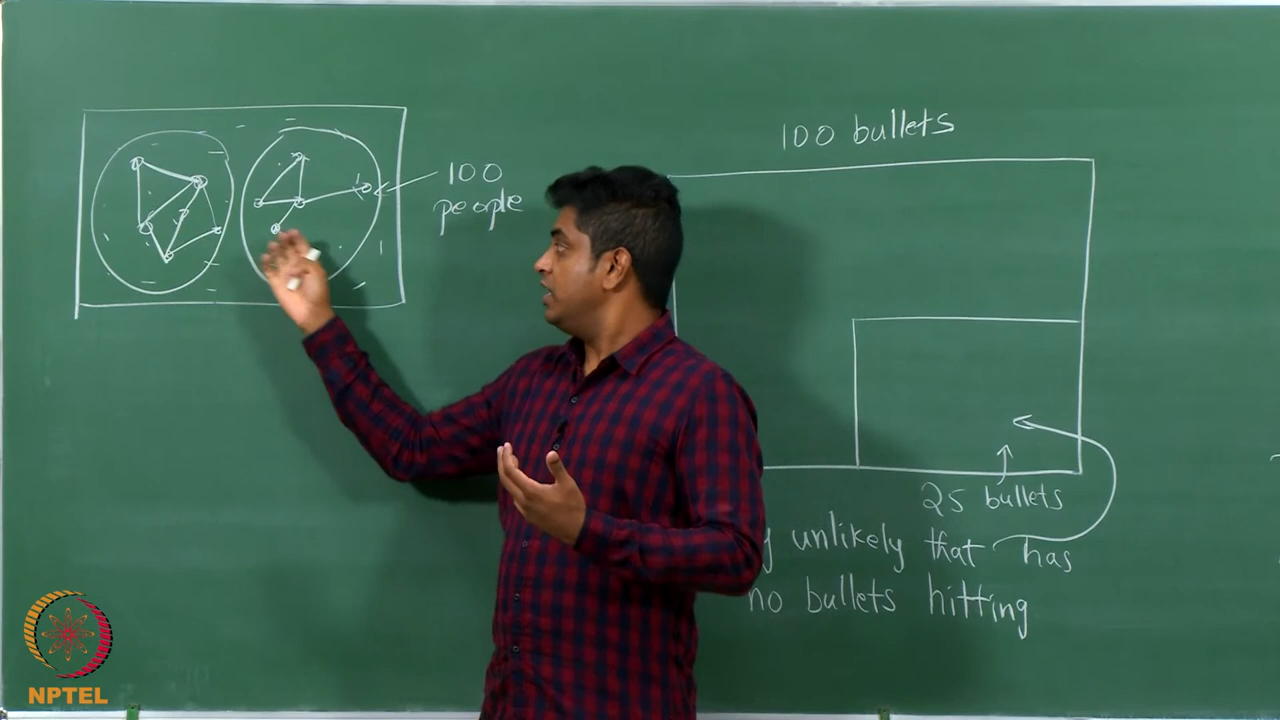 100
people
100 bullets
25 bullets
unlikely that has
no bullets hitting
NPTEL